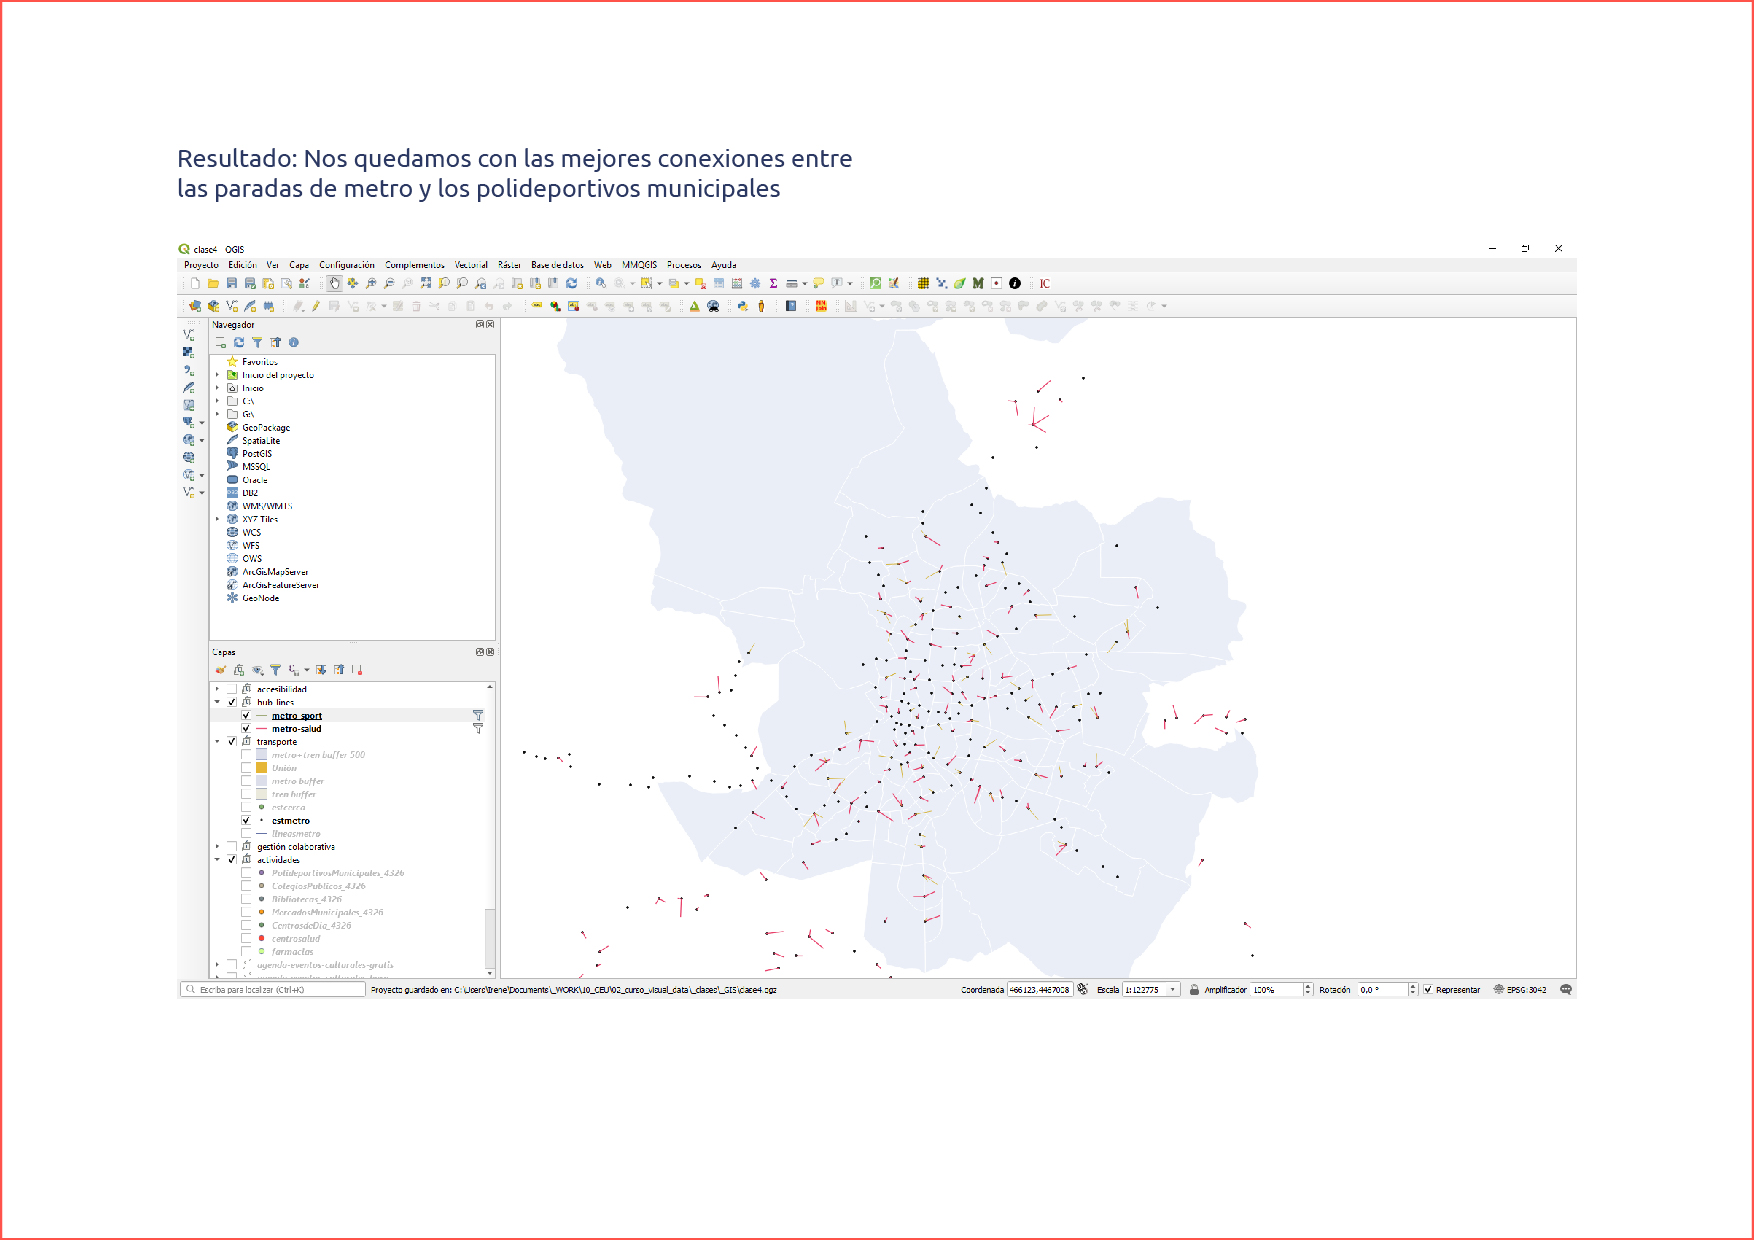 Resultado: Nos quedamos con las mejores conexiones entre
las paradas de metro y los polideportivos municipales
clase4 - QGIS
Proyecto Edición Ver Capa Configuración Complementos Vectorial Ráster Base de datos Web MMQGIS Procesos Ayuda
Navegador
Favoritos
Inicio del proyecto
Inicio
C:\
G:\
GeoPackage
SpatiaLite
PostGIS
MSSQL
Oracle
DB2
WMS/WMTS
XYZ Tiles
WCS
WFS
OWS
ArcGisMapServer
ArcGisFeatureServer
GeoNode
Capas
accesibilidad
hub-lines
metro-sport
metro-salud
transporte
metro+tren buffer 500
Unión
metro buffer
tren buffer
estcerca
estmetro
lineasmetro
gestión colaborativa
actividades
PolideportivosMunicipales_4326
ColegiosPublicos_4326
Bibliotecas_4326
MercadosMunicipales_4326
CentrosdeDia_4326
centrosalud
farmacias
agenda-eventos-culturales-gratis
Escriba para localizar (Ctrl+K) Proyecto guardado en: C:\Users\Irene\Documents\_WORK\10_CEU\02_curso_visual_data\_clases\_GIS\clase4.qgz Coordenada 466123,4467008 Escala 1:122775 Amplificador 100% Rotación 0,0 ° Representar EPSG:3042